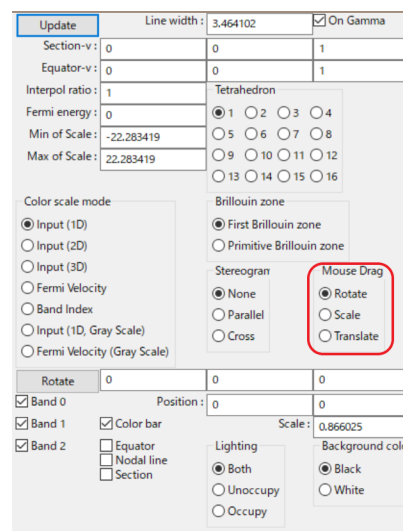 Update Line width : 3.464102 On Gamma
Section-v : 0 0 1
Equator-v : 0 0 1
Interpol ratio : 1 Tetrahedron
Fermi energy : 0 1 2 3 4
Min of Scale : -22.283419 5 6 7 8
Max of Scale : 22.283419 9 10 11 12
13 14 15 16
Color scale mode Brillouin zone
Input (1D) First Brillouin zone
Input (2D) Primitive Brillouin zone
Input (3D) Stereogram Mouse Drag
Fermi Velocity None Rotate
Band Index Parallel Scale
Input (1D, Gray Scale) Cross Translate
Fermi Velocity (Gray Scale)
Rotate 0 0 0
Band 0 Position : 0 0
Band 1 Color bar Scale : 0.866025
Band 2 Equator Lighting Background col
Nodal line Both Black
Section Unoccupy White
Occupy